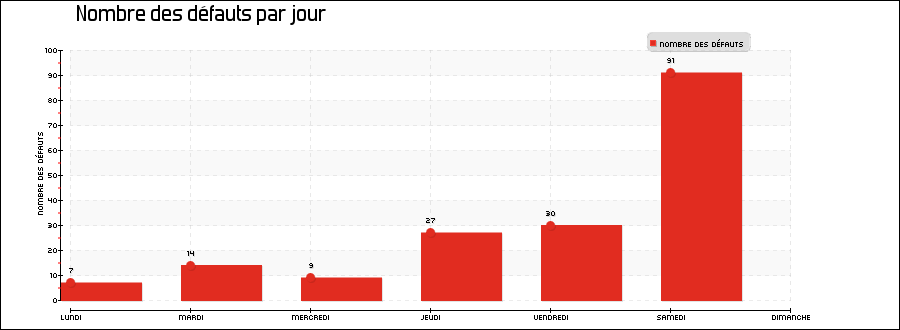 Nombre des défauts par jour
NOMBRE DES DÉFAUTS
100
90
80
70
60
50
40
30
20
10
0
NOMBRE DES DÉFAUTS
7
14
9
27
30
91
LUNDI
MARDI
MERCREDI
JEUDI
VENDREDI
SAMEDI
DIMANCHE